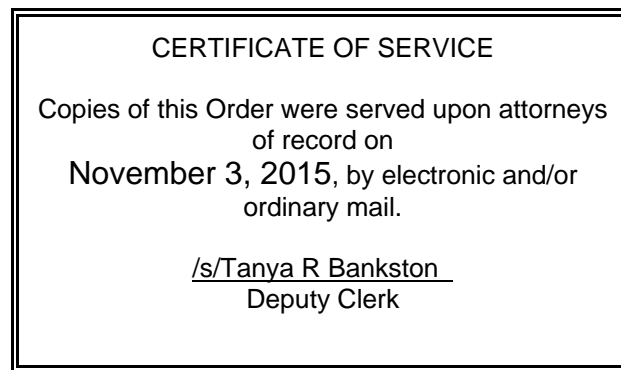 CERTIFICATE OF SERVICE
Copies of this Order were served upon attorneys
of record on
November 3, 2015, by electronic and/or
ordinary mail.
/s/Tanya R Bankston
Deputy Clerk